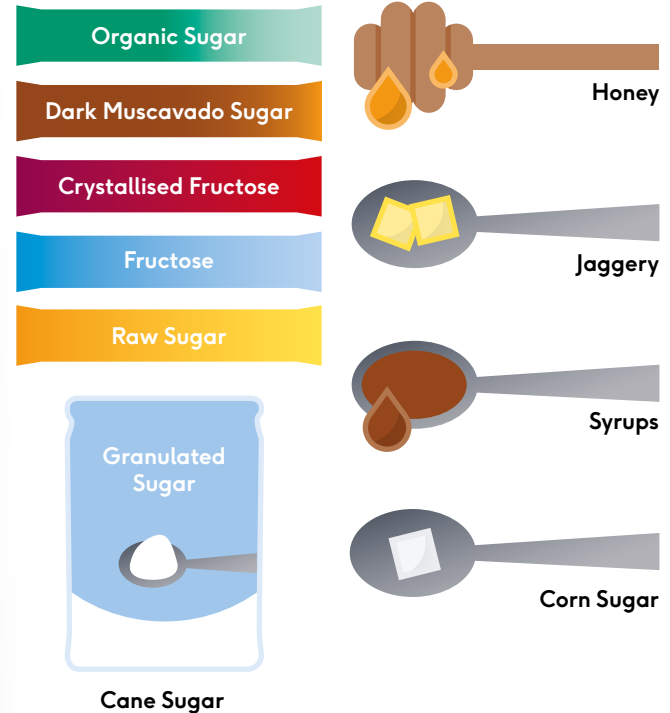 Organic Sugar
Dark Muscavado Sugar
Crystallised Fructose
Fructose
Raw Sugar
Granulated
Sugar
Cane Sugar
Honey
Jaggery
Syrups
Corn Sugar